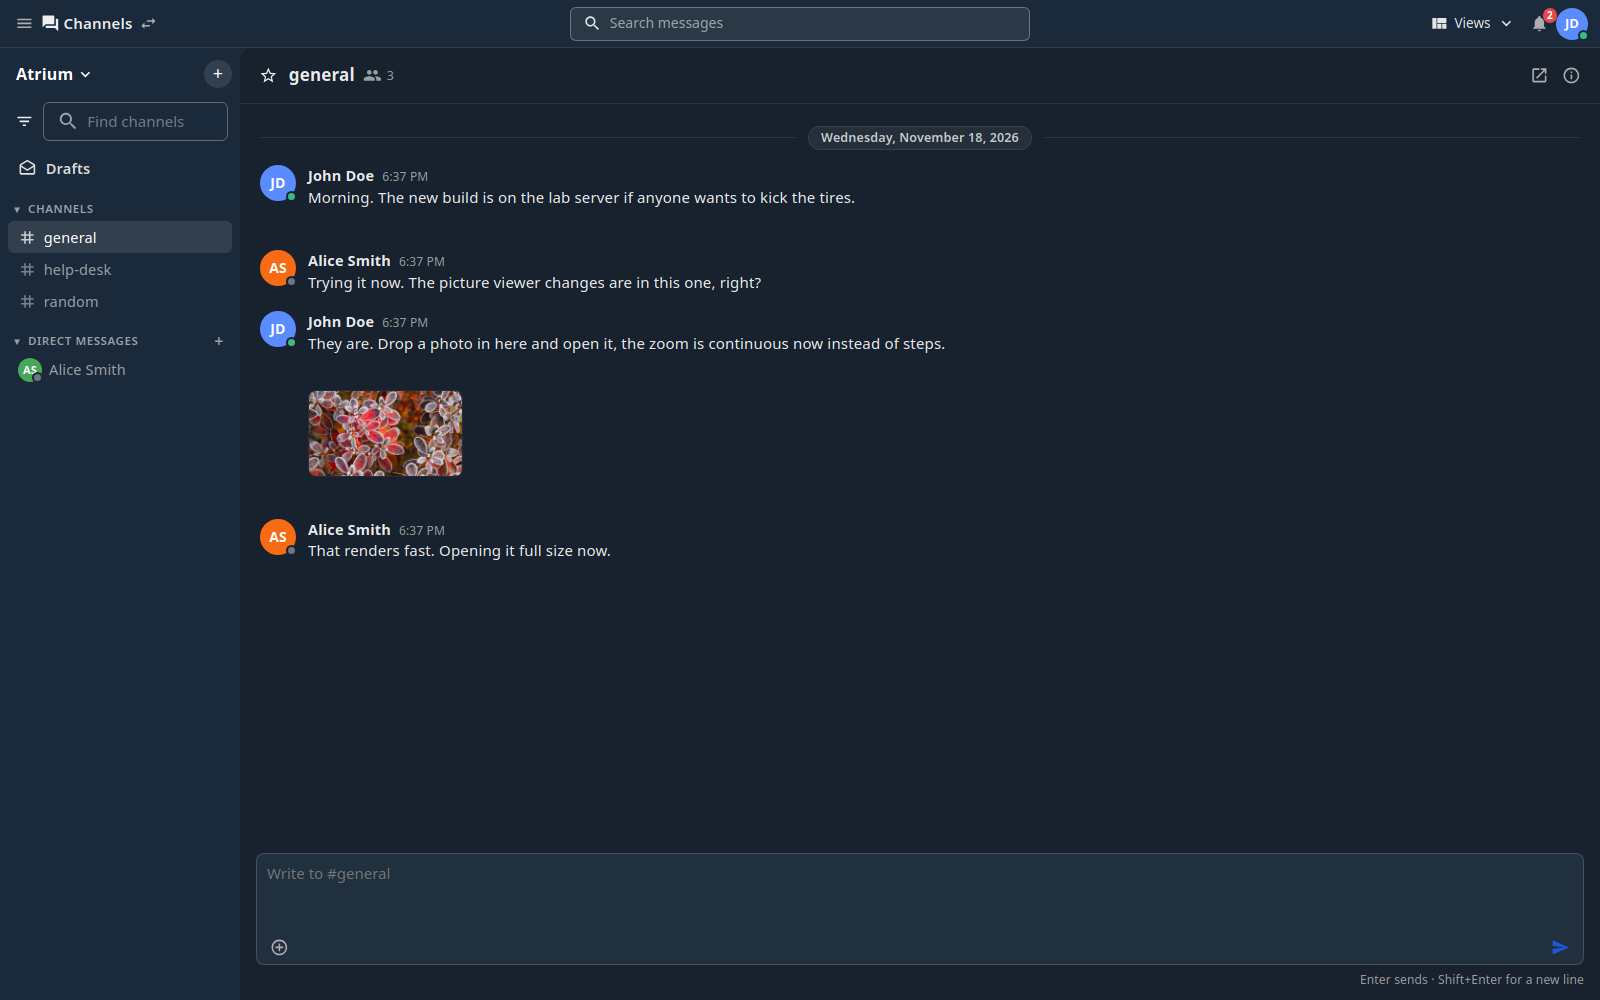 Channels
Search messages
Views
2
JD
Atrium
+
Find channels
Drafts
CHANNELS
general
help-desk
random
DIRECT MESSAGES +
AS Alice Smith
general 3
Wednesday, November 18, 2026
JD John Doe 6:37 PM
Morning. The new build is on the lab server if anyone wants to kick the tires.
AS Alice Smith 6:37 PM
Trying it now. The picture viewer changes are in this one, right?
JD John Doe 6:37 PM
They are. Drop a photo in here and open it, the zoom is continuous now instead of steps.
AS Alice Smith 6:37 PM
That renders fast. Opening it full size now.
Write to #general
Enter sends · Shift+Enter for a new line